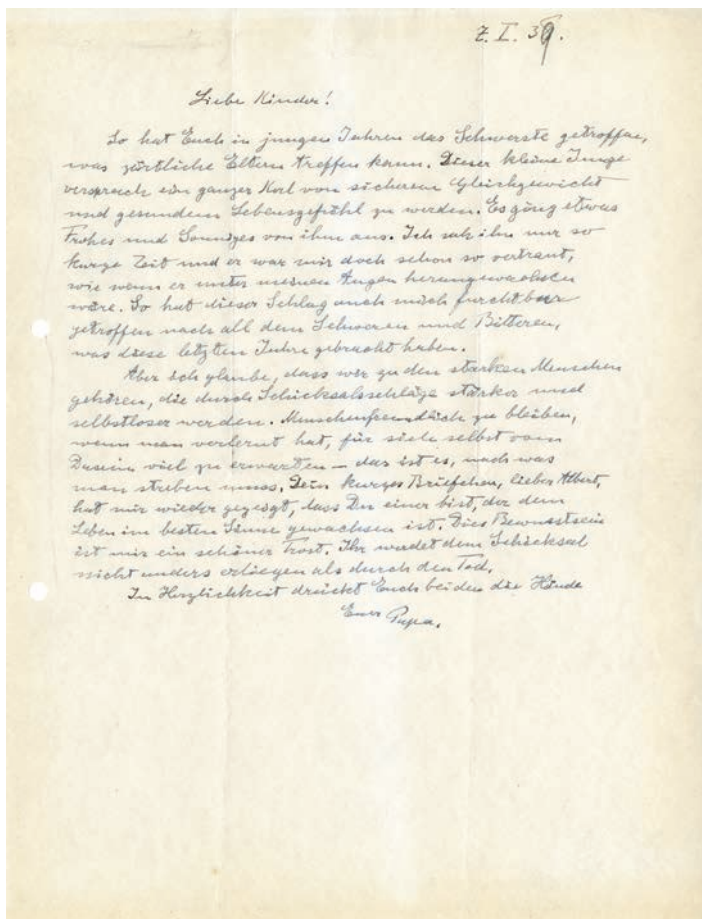 7. I. 39.
Liebe Kinder!
So hat Euch in jungen Jahren das Schwerste getroffen,
was zärtliche Eltern treffen kann. Dieser kleine Junge
versprach ein ganzer Kerl von sicherem Gleichgewicht
und gesundem Lebensgefühl zu werden. Es ging etwas
Frohes und Sonniges von ihm aus. Ich sah ihn nur so
kurze Zeit und er war mir doch schon so vertraut,
wie wenn er unter meinen Augen herangewachsen
wäre. So hat dieser Schlag auch mich furchtbar
getroffen nach all dem Schweren und Bitteren,
was diese letzten Jahre gebracht haben.
Aber ich glaube, dass wir zu den starken Menschen
gehören, die durch Schicksalsschläge stärker und
selbstloser werden. Menschenfreundlich zu bleiben,
wenn man verlernt hat, für sich selbst vom
Dasein viel zu erwarten – das ist es, nach was
man streben muss. Dein kurzes Briefchen, lieber Albert,
hat mir wieder gezeigt, dass Du einer bist, der dem
Leben im besten Sinne gewachsen ist. Dies Bewusstsein
ist mir ein schöner Trost. Ihr werdet dem Schicksal
nicht anders erliegen als durch den Tod.
In Herzlichkeit drückt Euch beiden die Hände
Euer Papa.